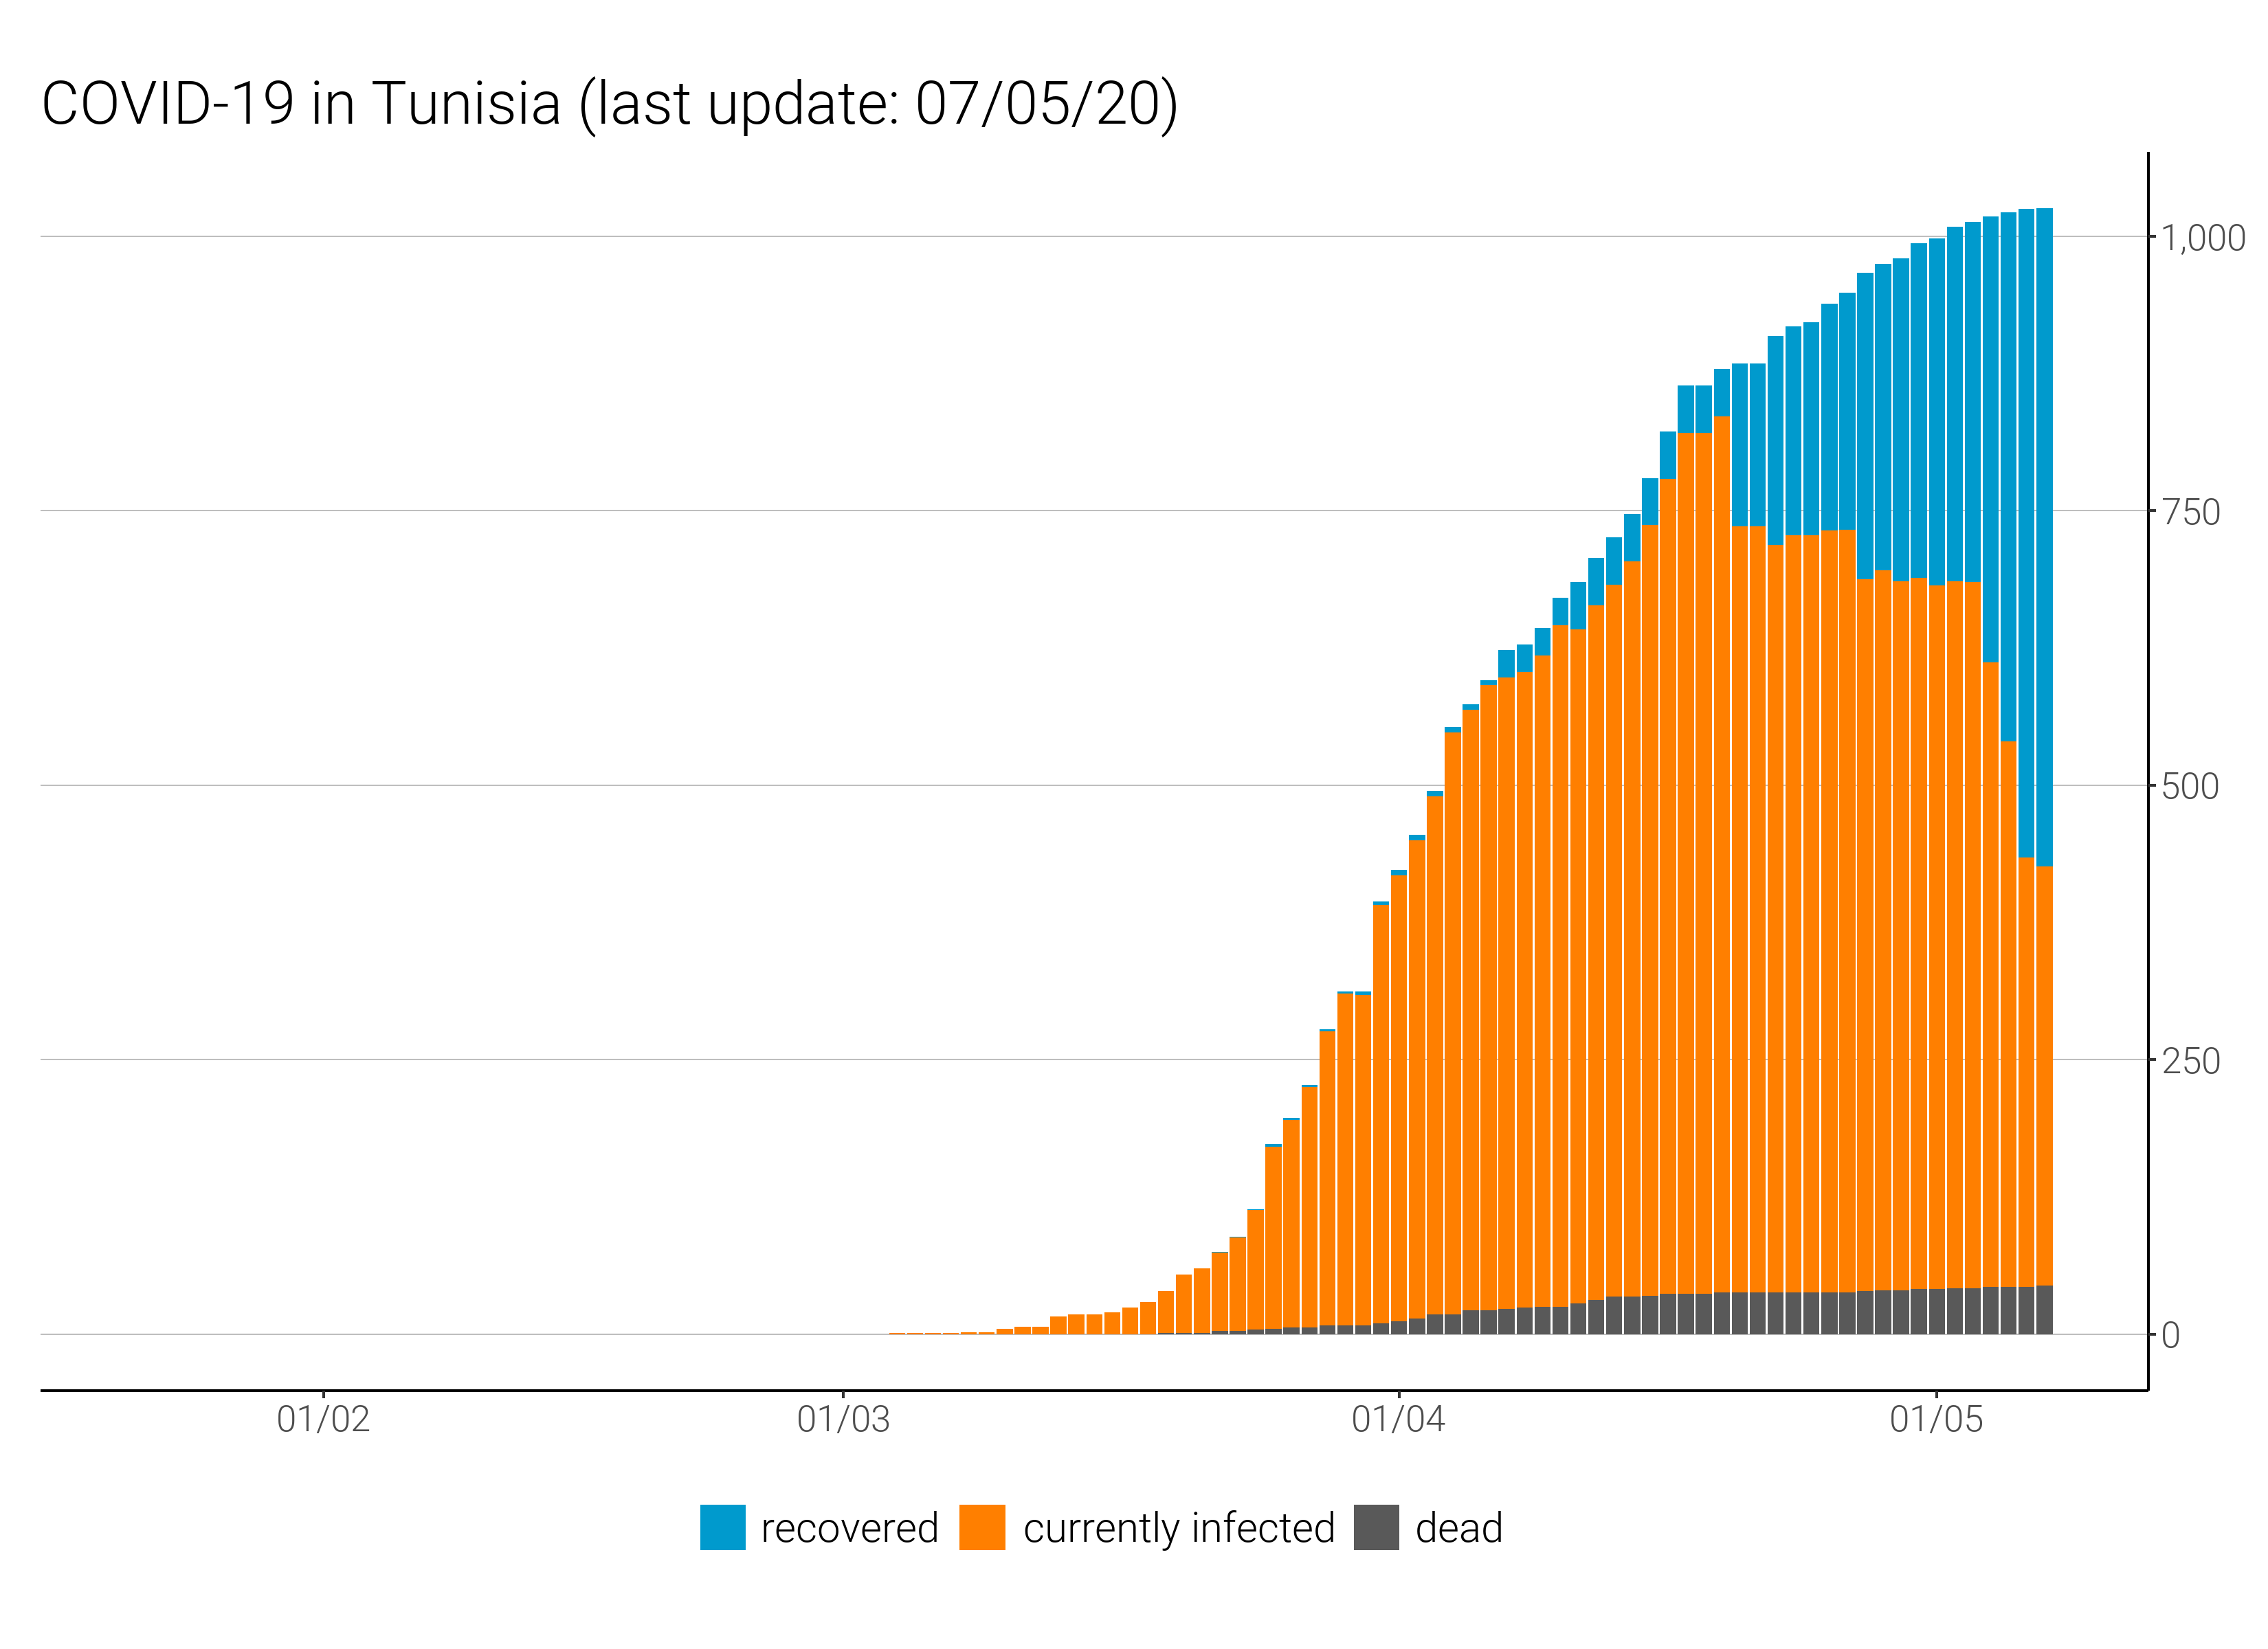 COVID-19 in Tunisia (last update: 07/05/20)
1,000
750
500
250
0
01/02 01/03 01/04 01/05
recovered currently infected dead